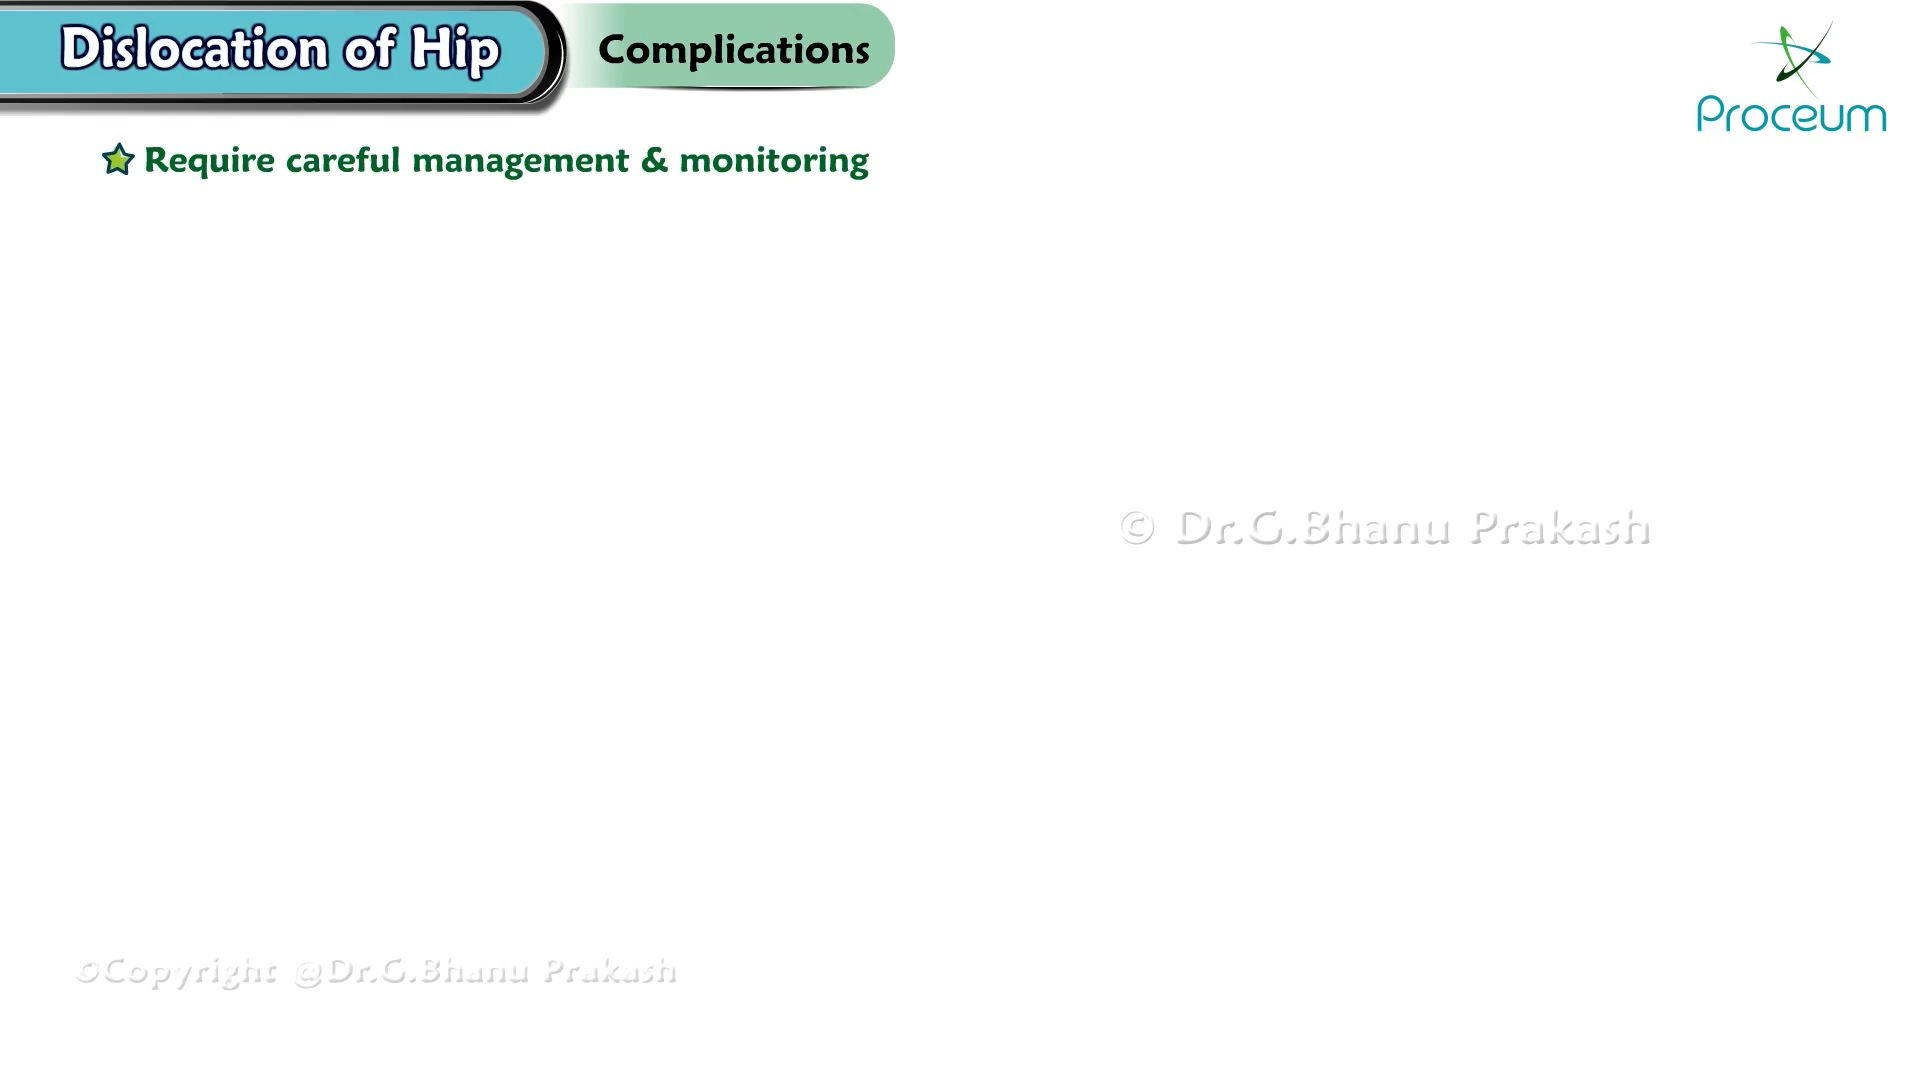 Dislocation of Hip
Complications
Proceum
Require careful management & monitoring
© Dr.G.Bhanu Prakash
©Copyright @Dr.G.Bhanu Prakash